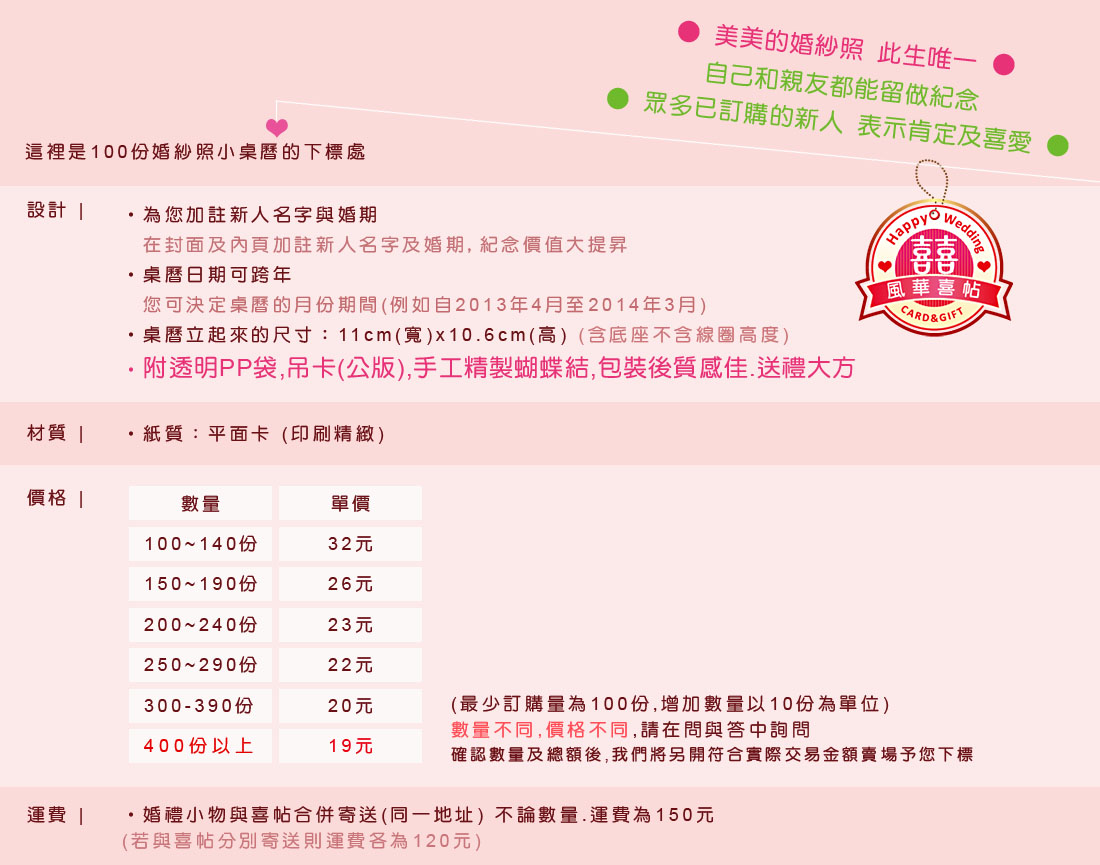 美美的婚紗照 此生唯一
自己和親友都能留做紀念
眾多已訂購的新人 表示肯定及喜愛
這裡是100份婚紗照小桌曆的下標處
Happy Wedding
囍
風華喜帖
CARD&GIFT
設計 |
・為您加註新人名字與婚期
在封面及內頁加註新人名字及婚期, 紀念價值大提昇
・桌曆日期可跨年
您可決定桌曆的月份期間(例如自2013年4月至2014年3月)
・桌曆立起來的尺寸：11cm(寬)x10.6cm(高) (含底座不含線圈高度)
・附透明PP袋,吊卡(公版),手工精製蝴蝶結,包裝後質感佳.送禮大方
材質 |
・紙質：平面卡 (印刷精緻)
價格 |
數量 單價
100~140份 32元
150~190份 26元
200~240份 23元
250~290份 22元
300-390份 20元
400份以上 19元
(最少訂購量為100份,增加數量以10份為單位)
數量不同,價格不同,請在問與答中詢問
確認數量及總額後,我們將另開符合實際交易金額賣場予您下標
運費 |
・婚禮小物與喜帖合併寄送(同一地址) 不論數量.運費為150元
(若與喜帖分別寄送則運費各為120元)